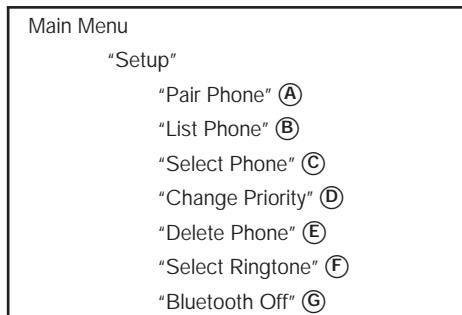 Main Menu
“Setup”
“Pair Phone” Ⓐ
“List Phone” Ⓑ
“Select Phone” Ⓒ
“Change Priority” Ⓓ
“Delete Phone” Ⓔ
“Select Ringtone” Ⓕ
“Bluetooth Off” Ⓖ